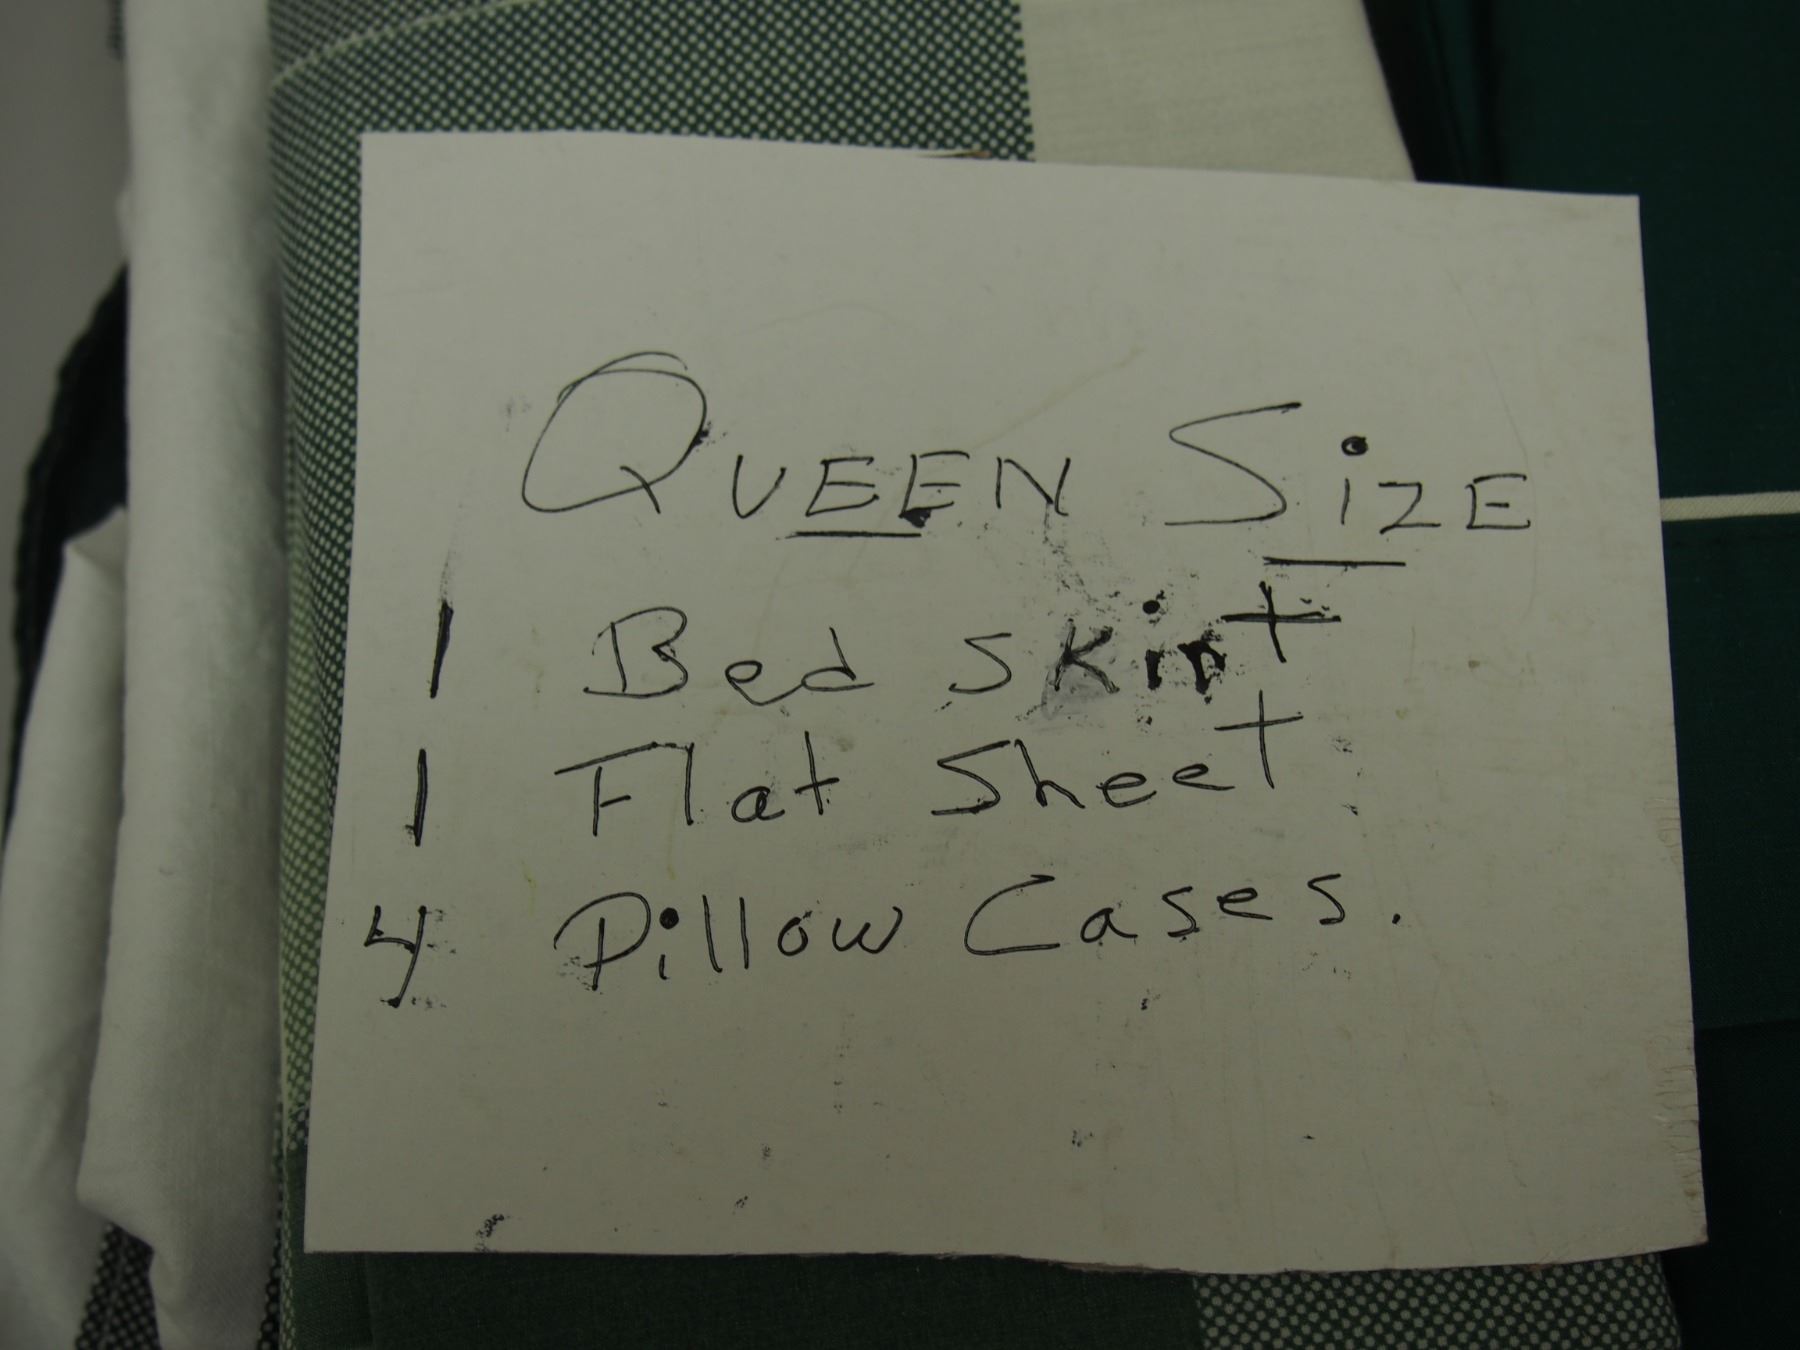 QUEEN SiZE
1 Bed skirt
1 Flat Sheet
4 Pillow Cases.